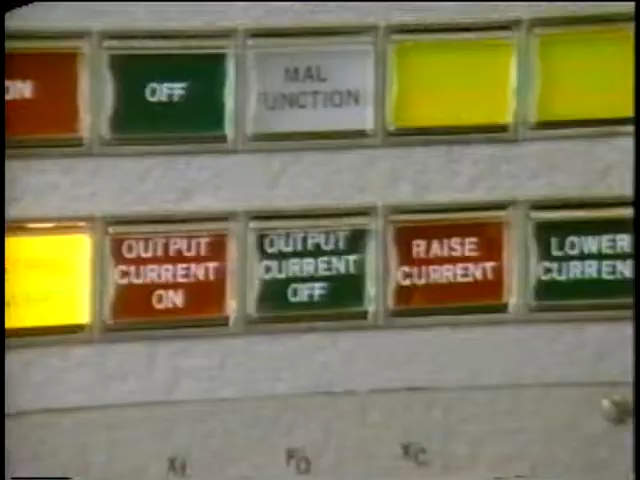 ON
OFF
MAL
FUNCTION
OUTPUT
CURRENT
ON
OUTPUT
CURRENT
OFF
RAISE
CURRENT
LOWER
CURREN